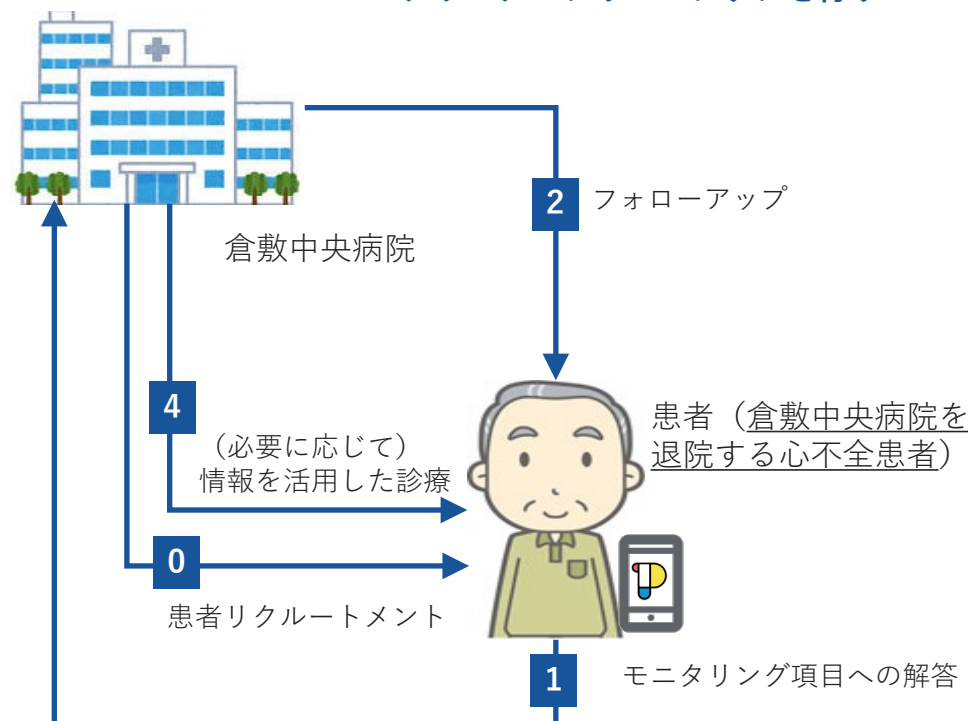 倉敷中央病院
2
フォローアップ
4
（必要に応じて）
情報を活用した診療
患者（倉敷中央病院を
退院する心不全患者）
0
患者リクルートメント
1
モニタリング項目への解答